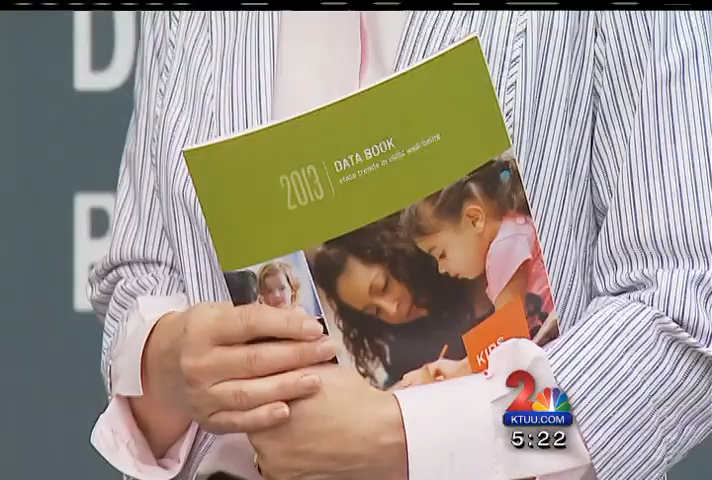 D
P
2013
DATA BOOK
state trends in child well-being
KIDS
2
KTUU.COM
5:22